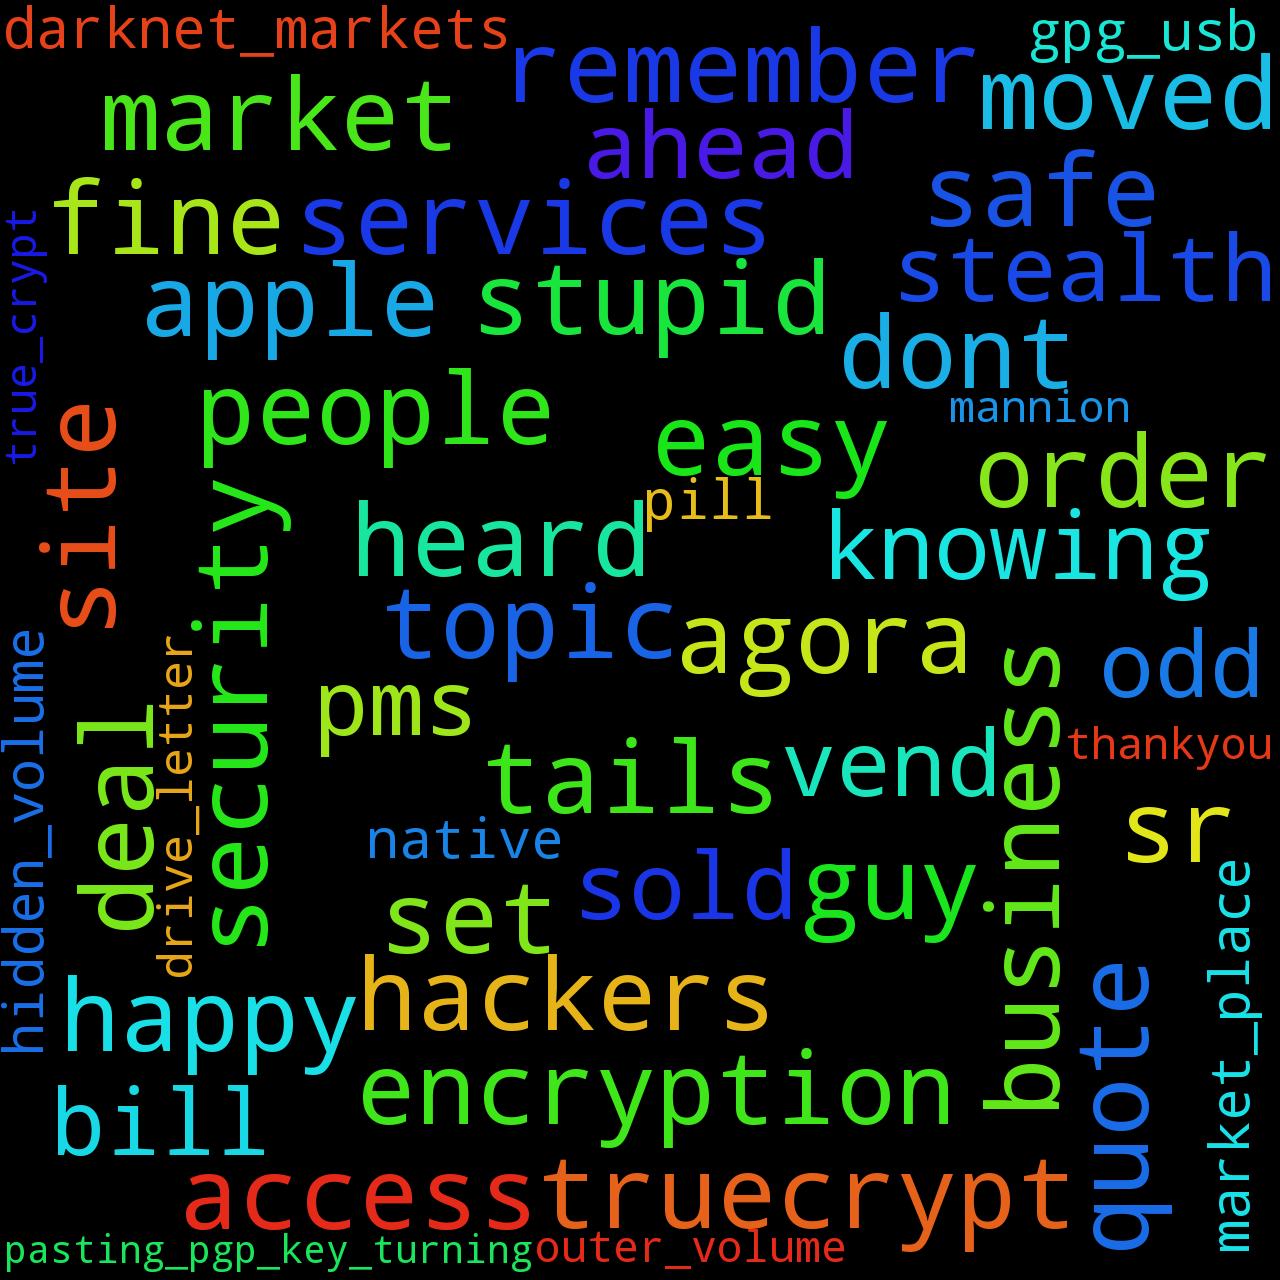 darknet_markets
gpg_usb
remember
moved
market
ahead
safe
fine
services
stealth
true_crypt
apple
stupid
dont
people
mannion
easy
order
site
pill
security
heard
knowing
topic
agora
odd
hidden_volume
drive_letter
business
pms
deal
thankyou
tails
vend
sr
native
sold
guy
set
market_place
happy
hackers
quote
encryption
bill
access
truecrypt
pasting_pgp_key_turning
outer_volume